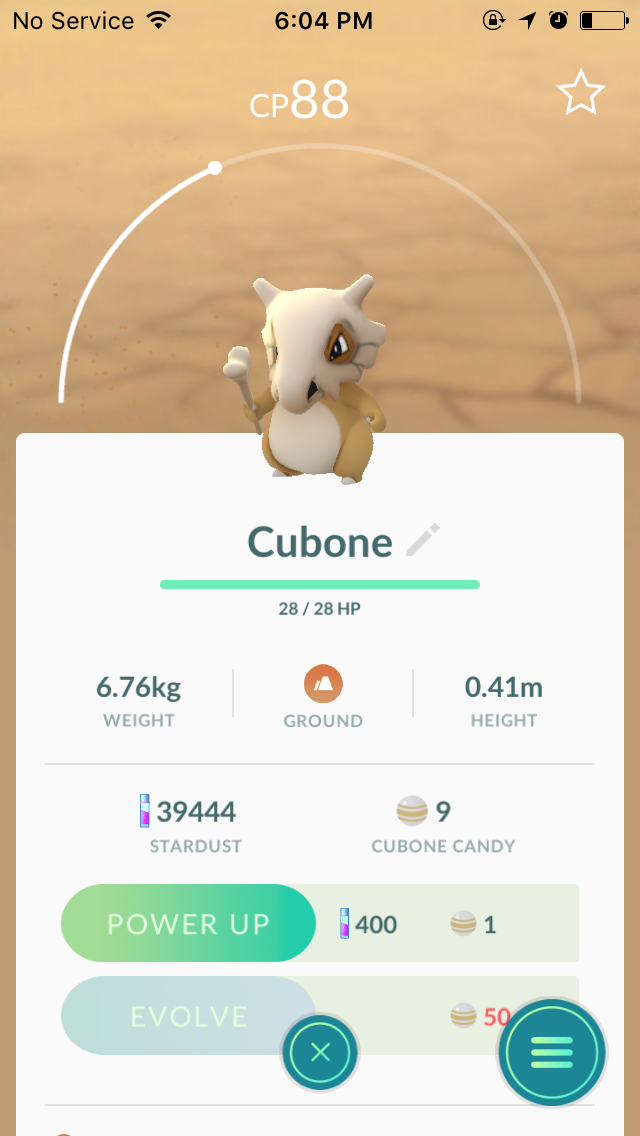 No Service 6:04 PM
CP88
Cubone
28 / 28 HP
6.76kg 0.41m
WEIGHT GROUND HEIGHT
39444 9
STARDUST CUBONE CANDY
POWER UP 400 1
EVOLVE 50